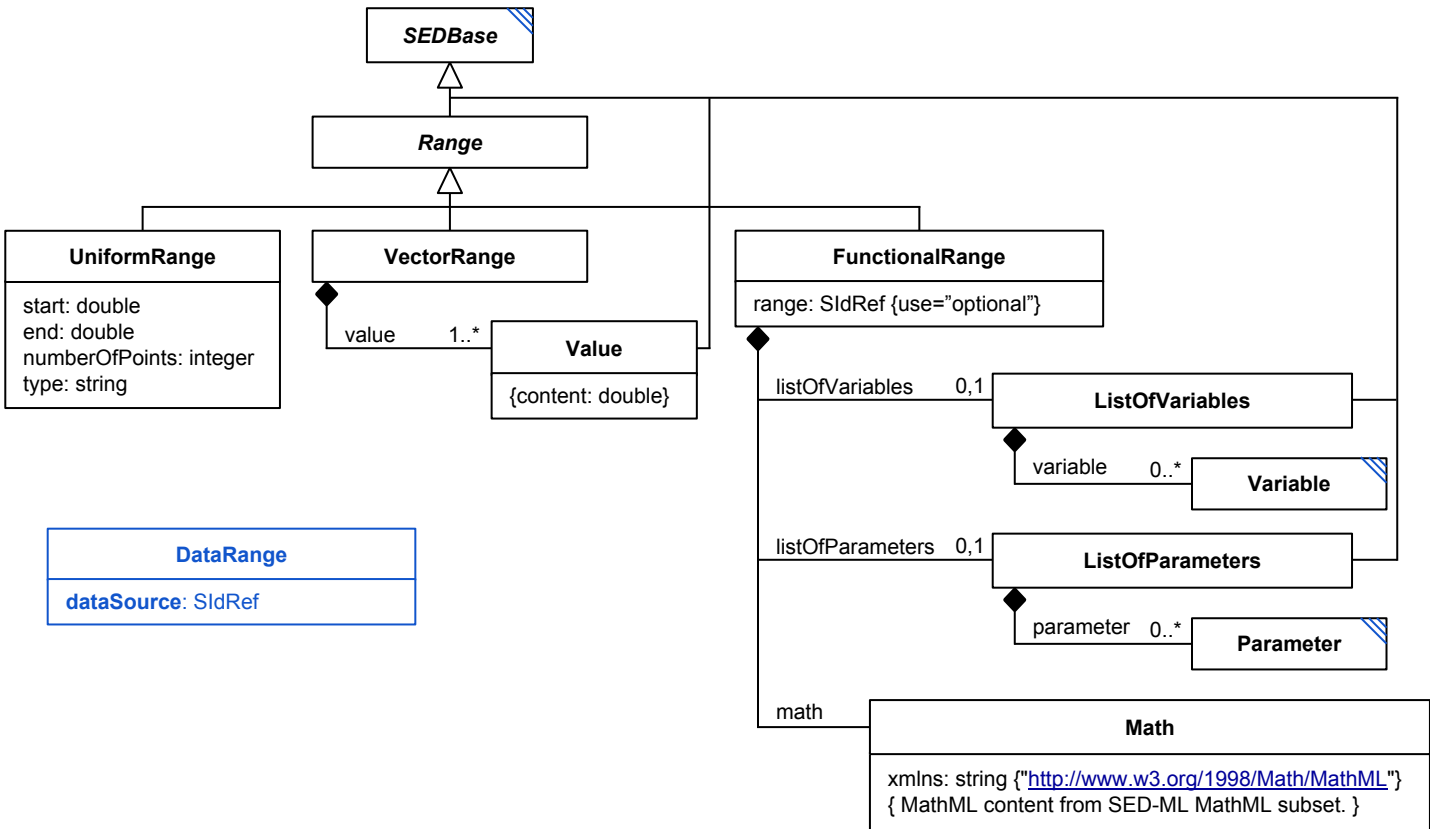 SEDBase
Range
UniformRange
start: double
end: double
numberOfPoints: integer
type: string
VectorRange
value 1..*
Value
{content: double}
FunctionalRange
range: SIdRef {use=”optional”}
listOfVariables 0,1
ListOfVariables
variable 0..*
Variable
listOfParameters 0,1
ListOfParameters
parameter 0..*
Parameter
math
Math
xmlns: string {"http://www.w3.org/1998/Math/MathML"}
{ MathML content from SED-ML MathML subset. }
DataRange
dataSource: SIdRef